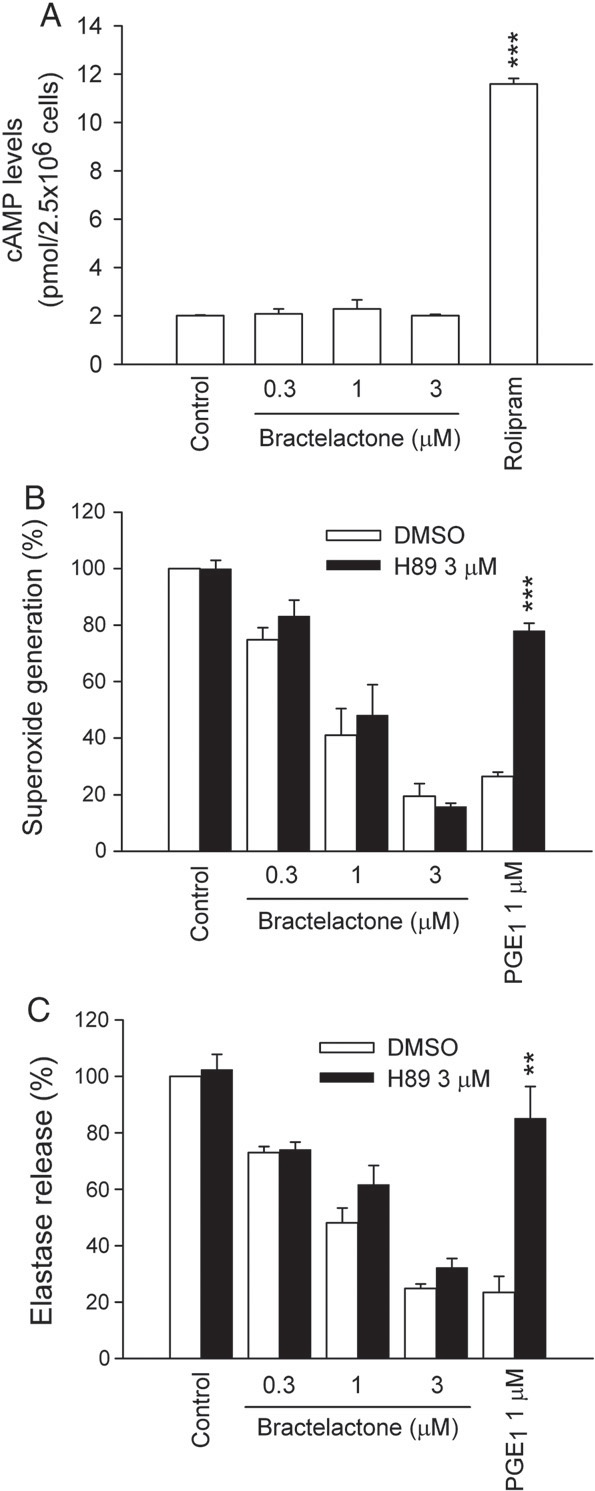 A
cAMP levels
(pmol/2.5x10⁶ cells)
14
12
10
8
6
4
2
0
***
Control
0.3
1
3
Bractelactone (μM)
Rolipram
B
Superoxide generation (%)
120
100
80
60
40
20
0
DMSO
H89 3 μM
***
Control
0.3
1
3
Bractelactone (μM)
PGE₁ 1 μM
C
Elastase release (%)
120
100
80
60
40
20
0
DMSO
H89 3 μM
**
Control
0.3
1
3
Bractelactone (μM)
PGE₁ 1 μM